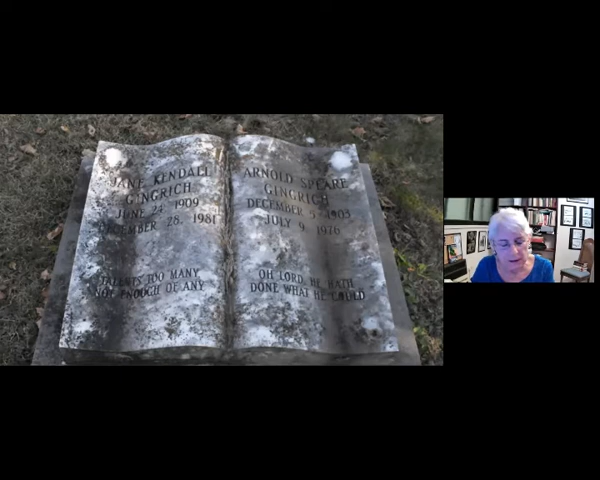 JANE KENDALL
GINGRICH
JUNE 24, 1909
DECEMBER 28, 1981
TALENTS TOO MANY
NOT ENOUGH OF ANY
ARNOLD SPEARE
GINGRICH
DECEMBER 5, 1903
JULY 9, 1976
OH LORD, HE HATH
DONE WHAT HE COULD